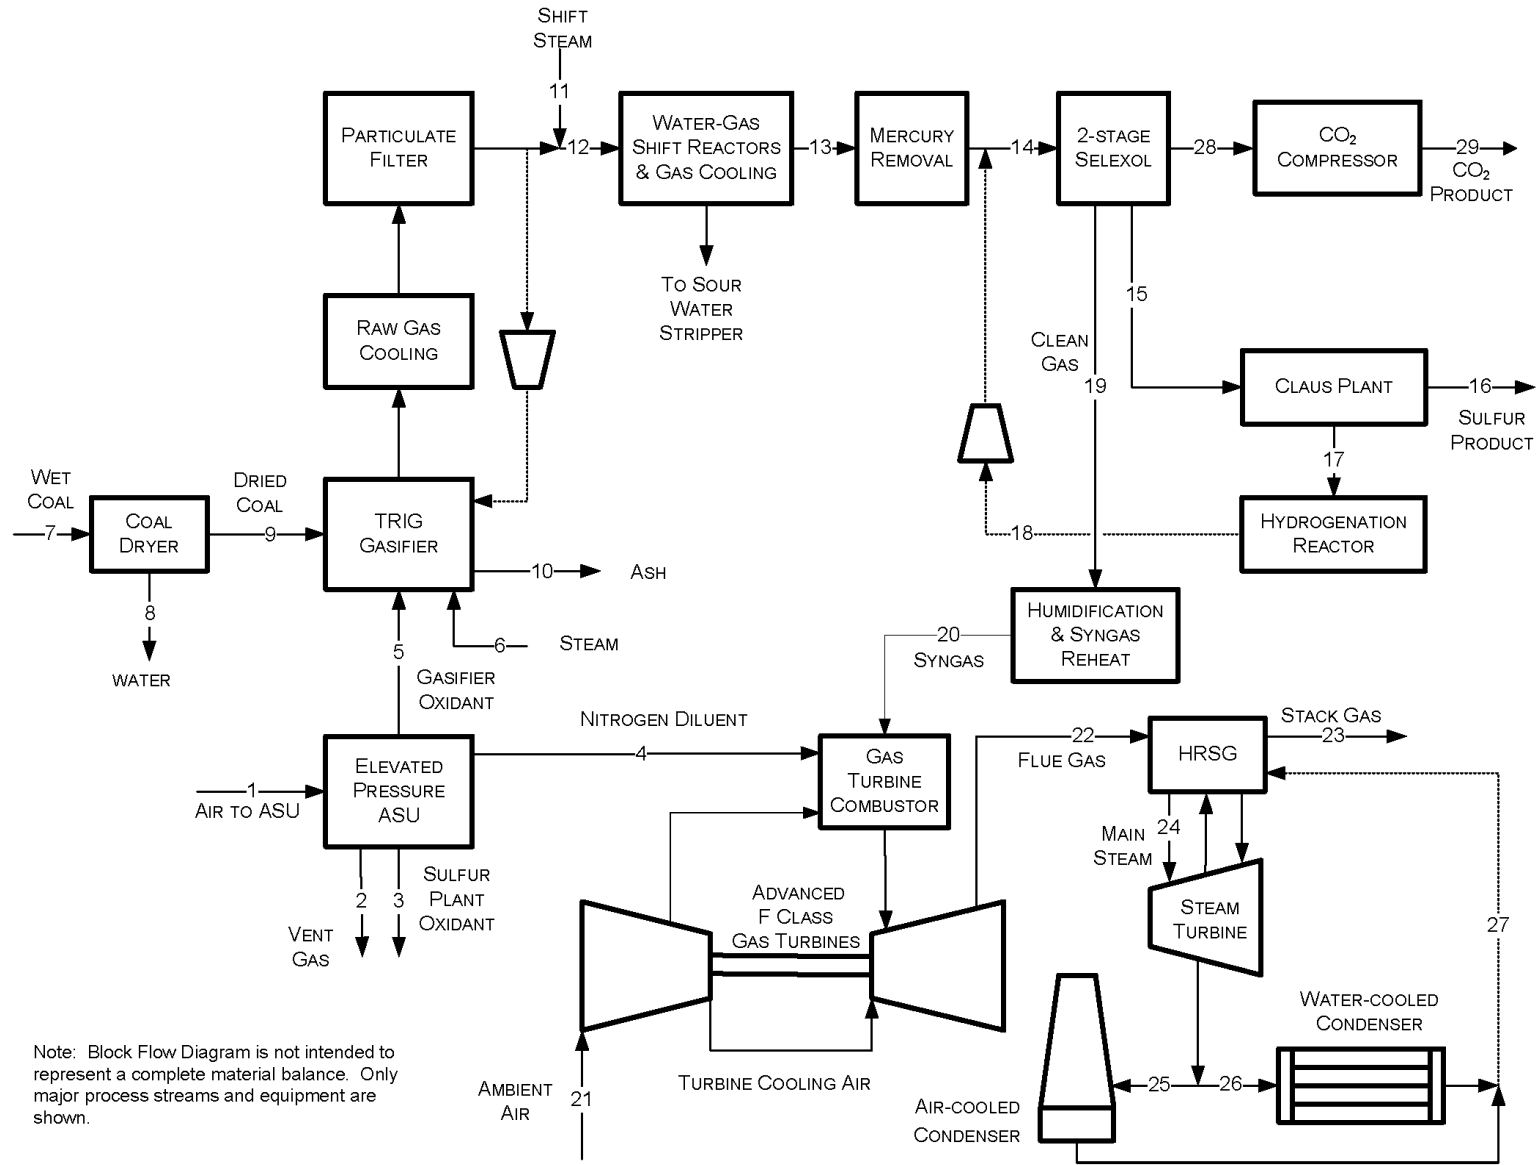 SHIFT
STEAM
11
PARTICULATE
FILTER
12
WATER-GAS
SHIFT REACTORS
& GAS COOLING
13
MERCURY
REMOVAL
14
2-STAGE
SELEXOL
28
CO2
COMPRESSOR
29
CO2
PRODUCT
TO SOUR
WATER
STRIPPER
15
RAW GAS
COOLING
CLEAN
GAS
19
CLAUS PLANT
16
SULFUR
PRODUCT
17
WET
COAL
7
COAL
DRYER
DRIED
COAL
9
TRIG
GASIFIER
10
ASH
18
HYDROGENATION
REACTOR
8
WATER
5
6
STEAM
GASIFIER
OXIDANT
HUMIDIFICATION
& SYNGAS
REHEAT
20
SYNGAS
NITROGEN DILUENT
4
1
AIR TO ASU
ELEVATED
PRESSURE
ASU
GAS
TURBINE
COMBUSTOR
22
FLUE GAS
HRSG
STACK GAS
23
24
MAIN
STEAM
2
3
SULFUR
PLANT
OXIDANT
VENT
GAS
ADVANCED
F CLASS
GAS TURBINES
STEAM
TURBINE
27
WATER-COOLED
CONDENSER
Note: Block Flow Diagram is not intended to
represent a complete material balance. Only
major process streams and equipment are
shown.
AMBIENT
AIR
21
TURBINE COOLING AIR
25
26
AIR-COOLED
CONDENSER